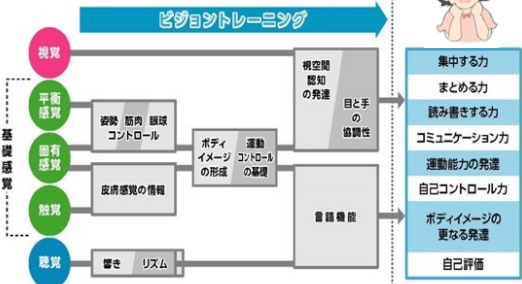 ビジョントレーニング
視覚
平衡
感覚
固有
感覚
触覚
聴覚
基礎感覚
姿勢 筋肉 眼球
コントロール
皮膚感覚の情報
響き リズム
ボディ
イメージ
の形成
運動
コントロール
の基礎
視空間
認知
の発達
目と手
の
協調性
言語機能
集中する力
まとめる力
読み書きする力
コミュニケーション力
運動能力の発達
自己コントロール力
ボディイメージの
更なる発達
自己評価